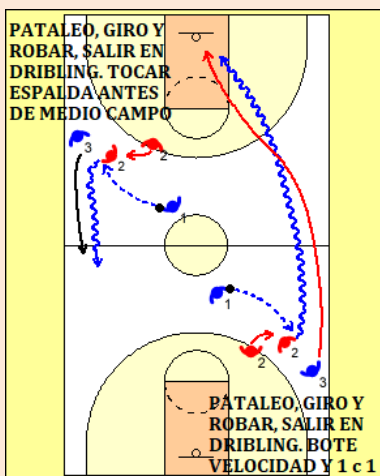 PATALEO, GIRO Y
ROBAR, SALIR EN
DRIBLING. TOCAR
ESPALDA ANTES
DE MEDIO CAMPO
3
2
2
1
1
2
2
3
PATALEO, GIRO Y
ROBAR, SALIR EN
DRIBLING. BOTE
VELOCIDAD Y 1 c 1